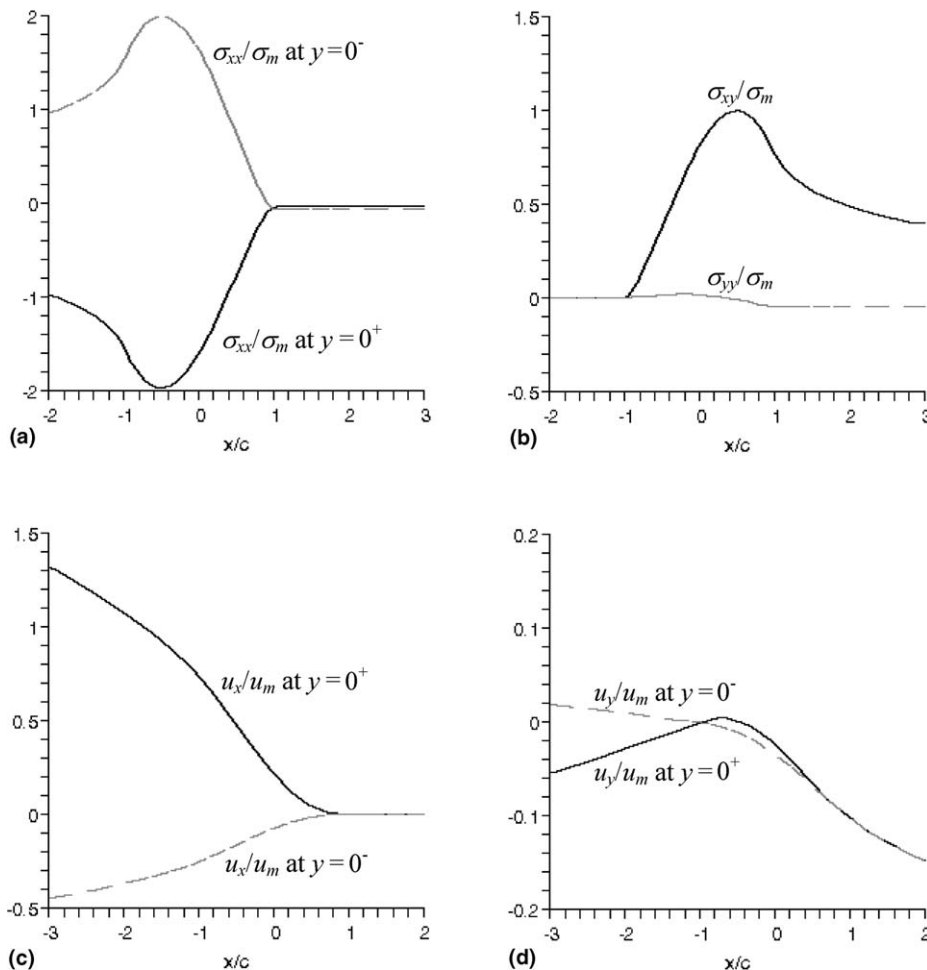 2
1
0
-1
-2
-2
-1
0
1
2
3
x/c
σxx/σm at y = 0⁻
σxx/σm at y = 0⁺
(a)
1.5
1
0.5
0
-0.5
-2
-1
0
1
2
3
x/c
σxy/σm
σyy/σm
(b)
1.5
1
0.5
0
-0.5
-3
-2
-1
0
1
2
x/c
ux/um at y = 0⁺
ux/um at y = 0⁻
(c)
0.2
0.1
0
-0.1
-0.2
-3
-2
-1
0
1
2
x/c
uy/um at y = 0⁻
uy/um at y = 0⁺
(d)